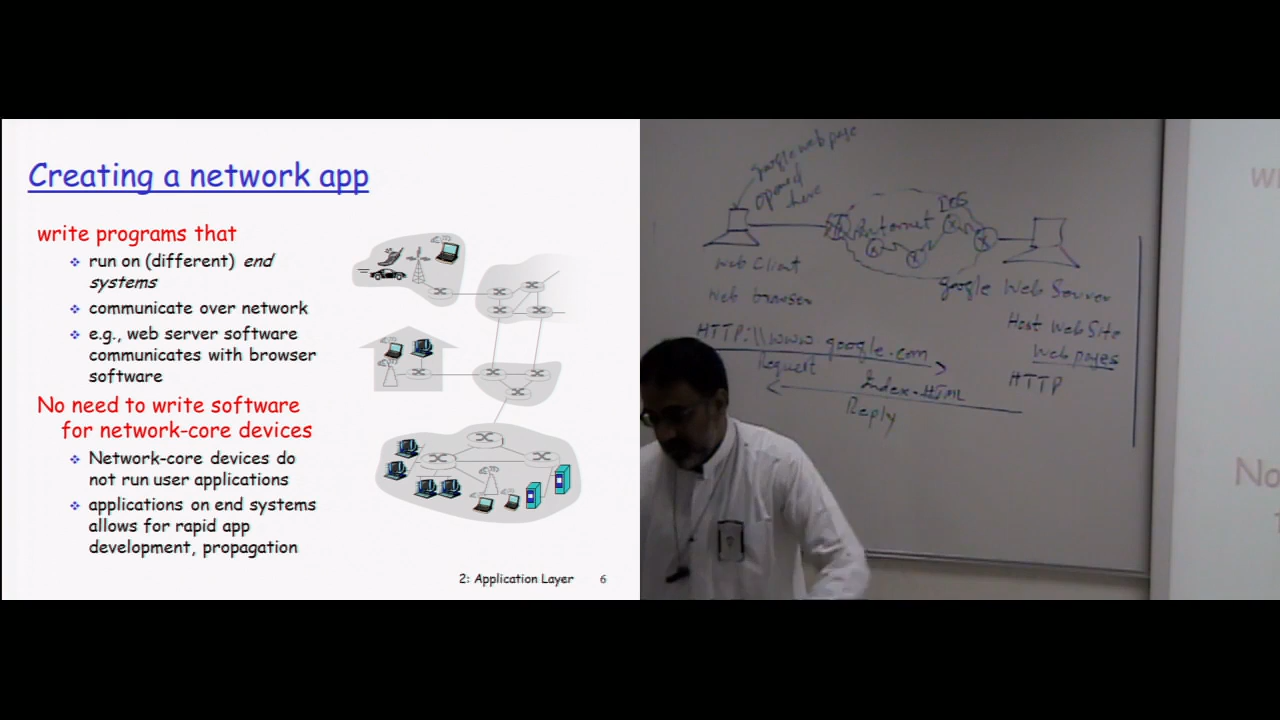 Creating a network app
write programs that
run on (different) end
systems
communicate over network
e.g., web server software
communicates with browser
software
No need to write software
for network-core devices
Network-core devices do
not run user applications
applications on end systems
allows for rapid app
development, propagation
2: Application Layer 6
google web page
opened
here
Internet
Web Client
Web browser
google Web Server
Host WebSite
Web pages
HTTP
HTTP:\\www google.com
Request
Index.HTML
Reply
No